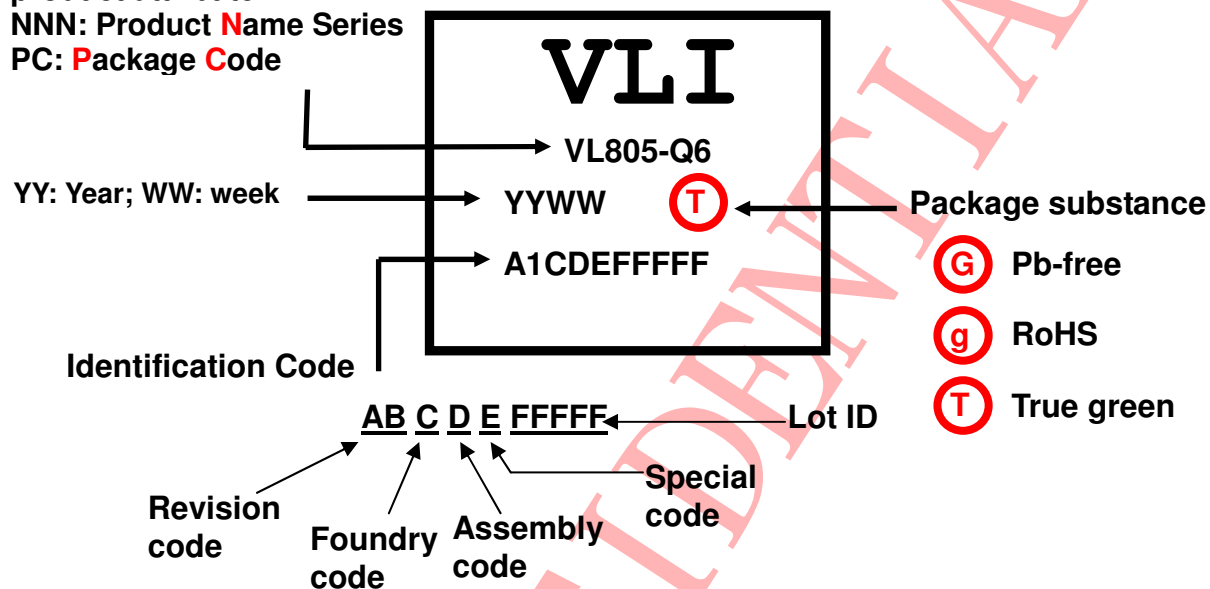 NNN: Product Name Series
PC: Package Code
VLI
VL805-Q6
YY: Year; WW: week
YYWW
T
Package substance
A1CDEFFFFF
G Pb-free
g RoHS
T True green
Identification Code
AB C D E FFFFF
Lot ID
Revision code
Foundry code
Assembly code
Special code
IDENTIA